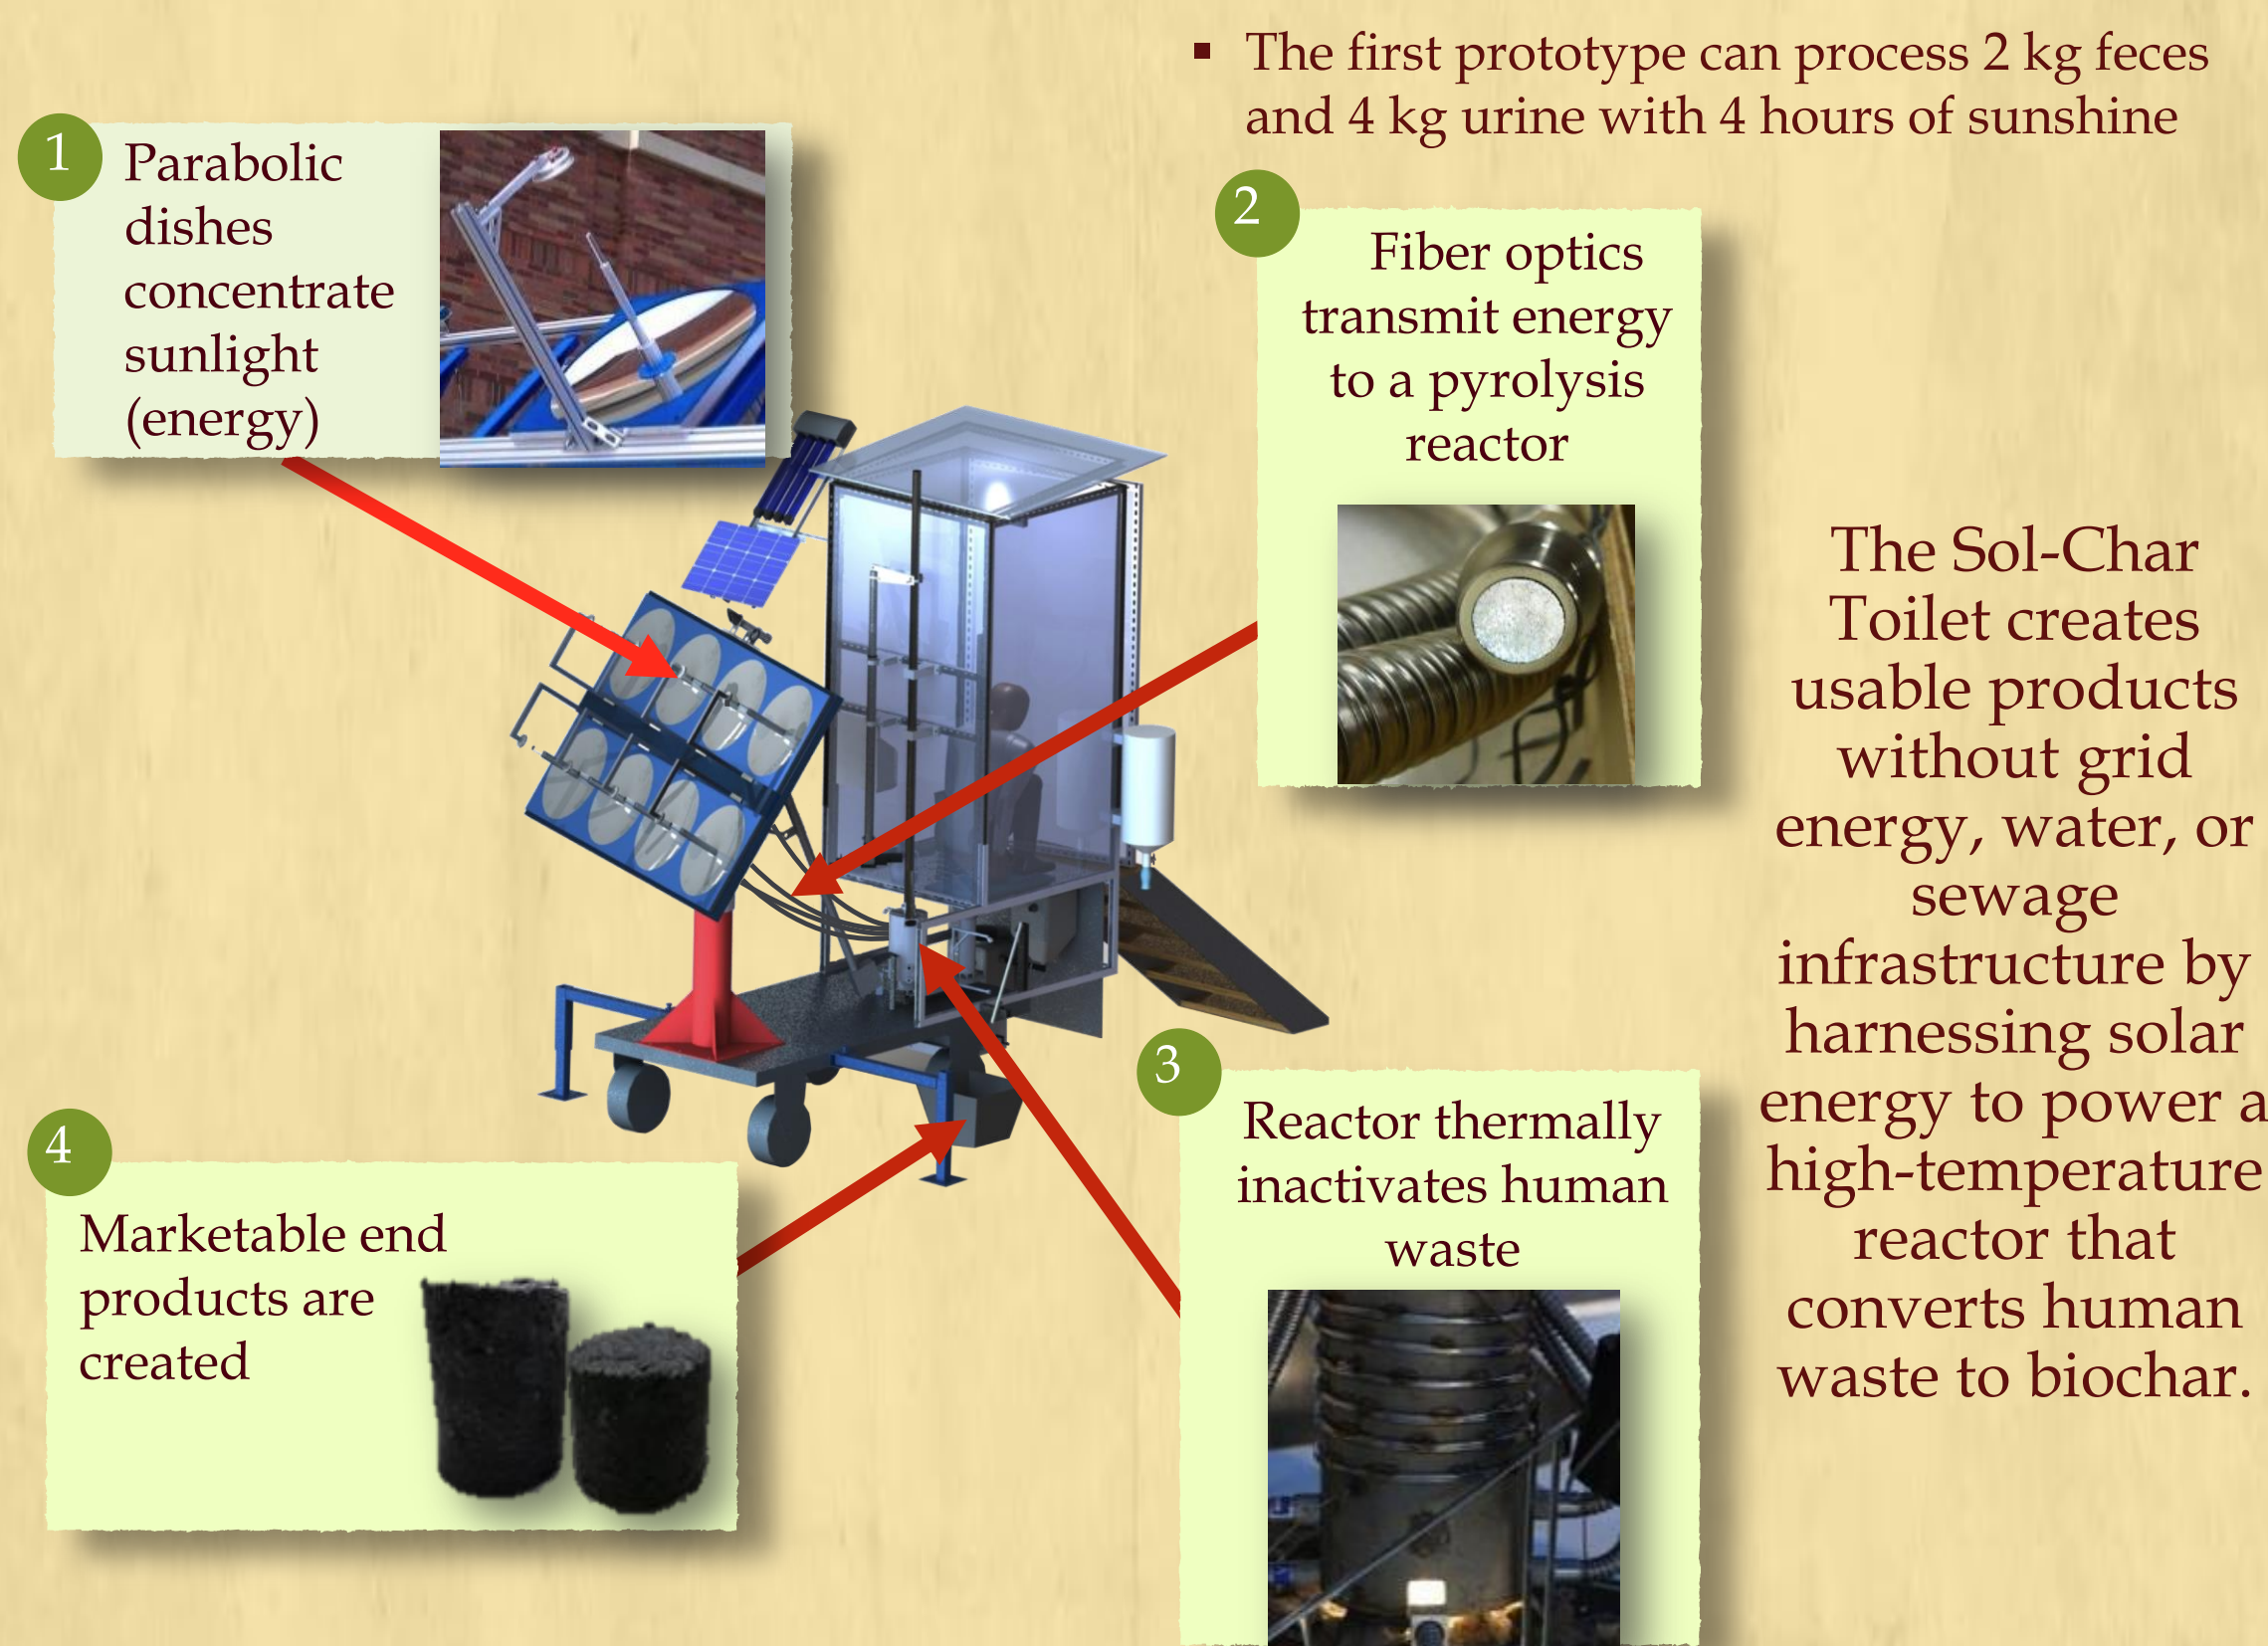 ▪ The first prototype can process 2 kg feces
and 4 kg urine with 4 hours of sunshine
1
Parabolic
dishes
concentrate
sunlight
(energy)
2
Fiber optics
transmit energy
to a pyrolysis
reactor
The Sol-Char
Toilet creates
usable products
without grid
energy, water, or
sewage
infrastructure by
harnessing solar
energy to power a
high-temperature
reactor that
converts human
waste to biochar.
3
Reactor thermally
inactivates human
waste
4
Marketable end
products are
created